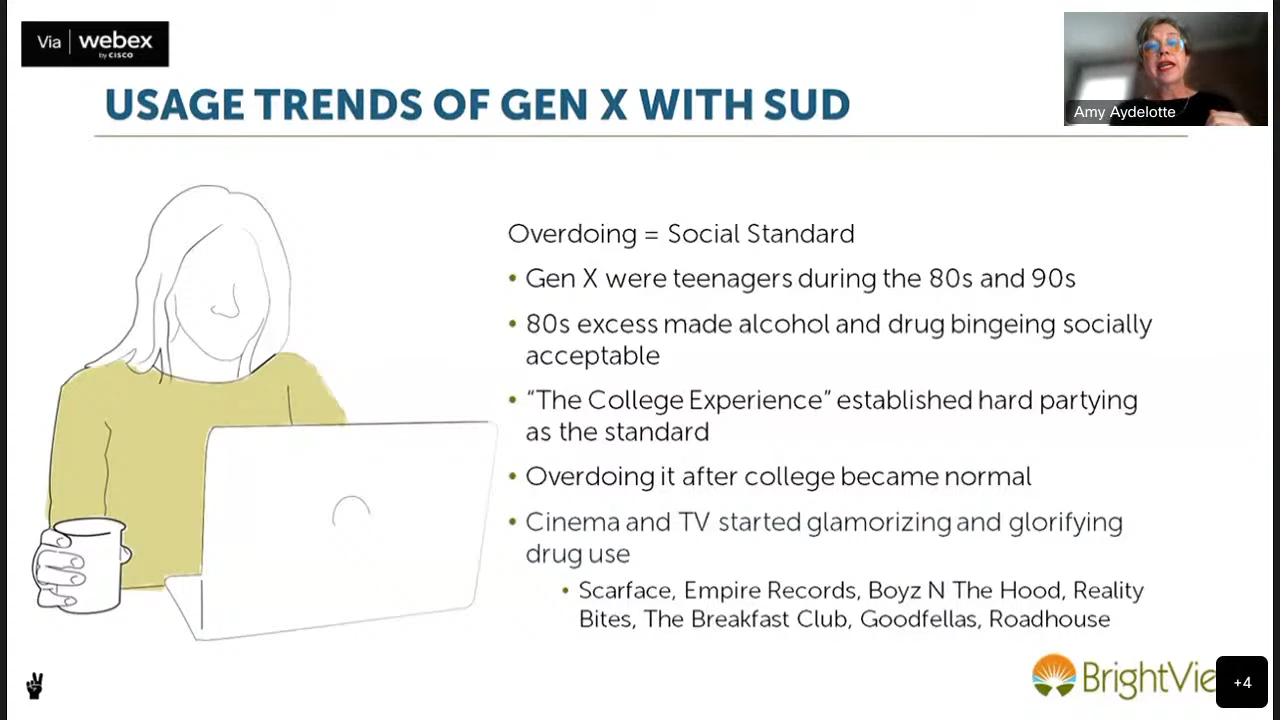 Via webex
by CISCO
Amy Aydelotte
USAGE TRENDS OF GEN X WITH SUD
Overdoing = Social Standard
• Gen X were teenagers during the 80s and 90s
• 80s excess made alcohol and drug bingeing socially
acceptable
• “The College Experience” established hard partying
as the standard
• Overdoing it after college became normal
• Cinema and TV started glamorizing and glorifying
drug use
• Scarface, Empire Records, Boyz N The Hood, Reality
Bites, The Breakfast Club, Goodfellas, Roadhouse
BrightVie
+4